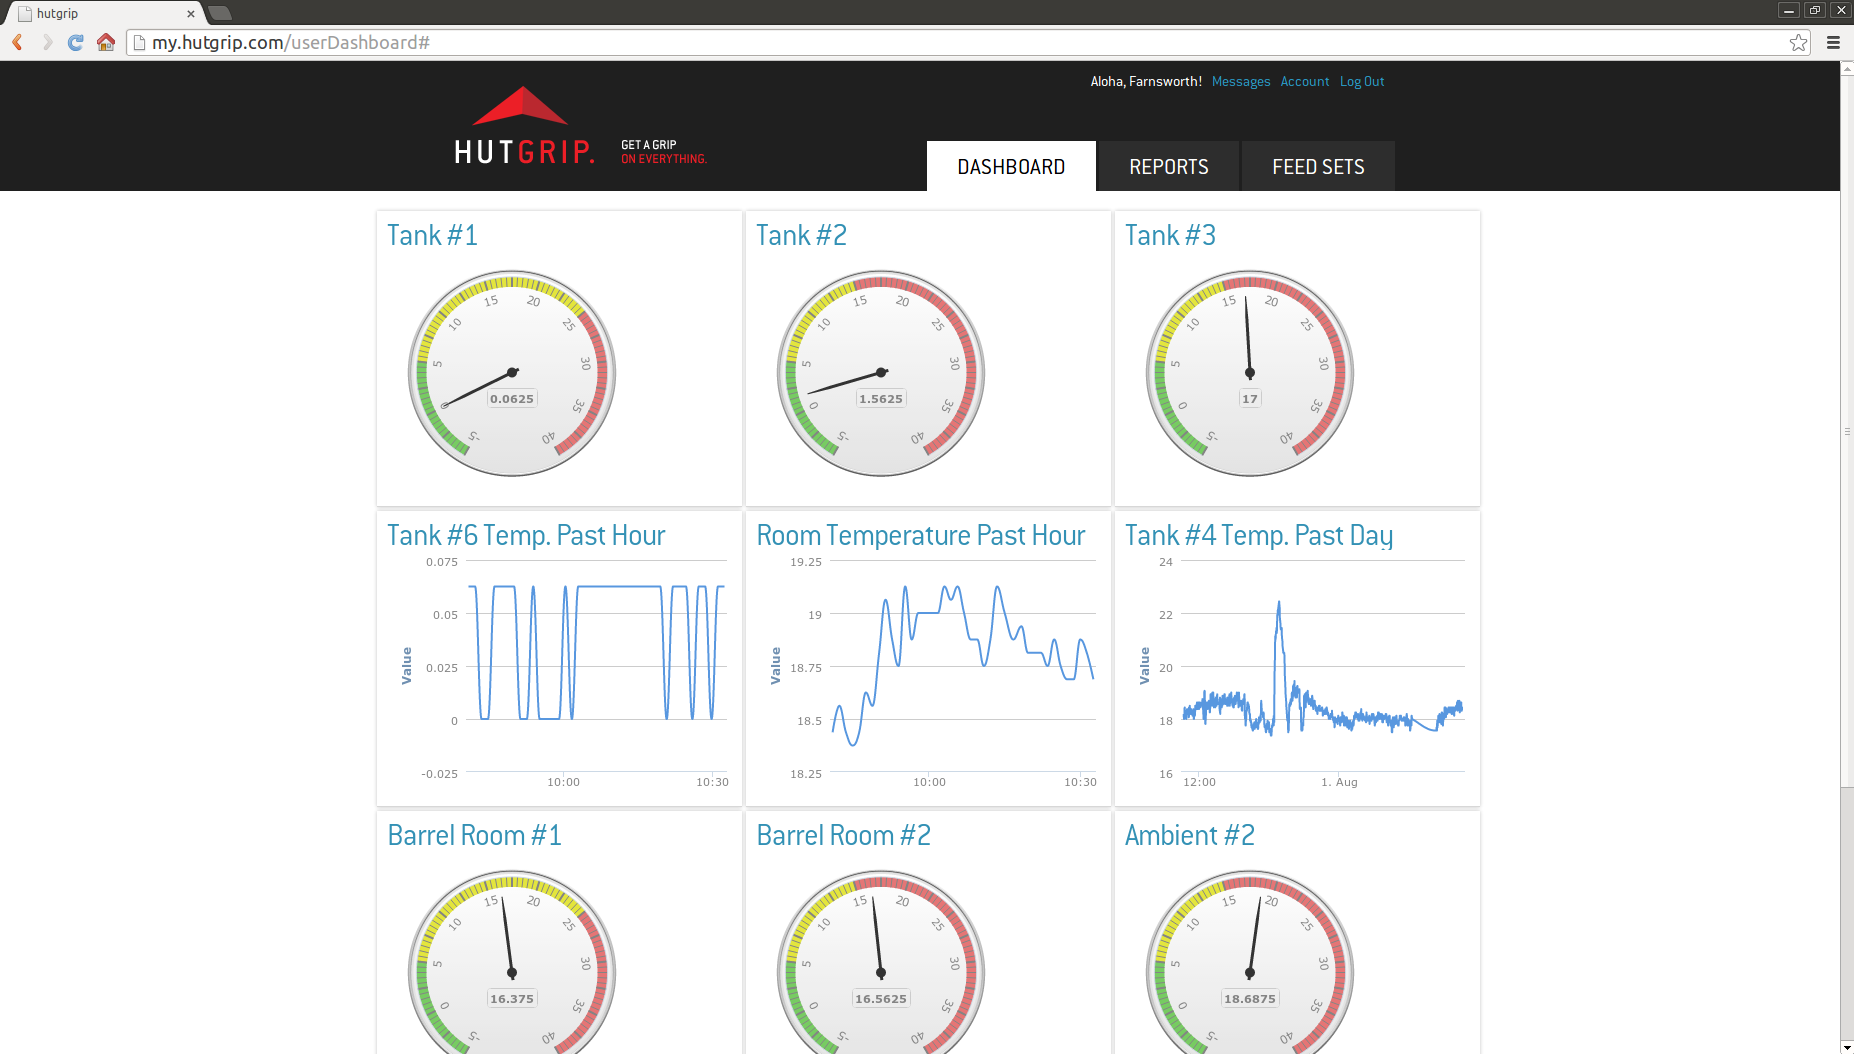 hutgrip
my.hutgrip.com/userDashboard#
Aloha, Farnsworth! Messages Account Log Out
HUTGRIP.
GET A GRIP
ON EVERYTHING.
DASHBOARD REPORTS FEED SETS
Tank #1
-5 0 5 10 15 20 25 30 35 40
0.0625
Tank #2
-5 0 5 10 15 20 25 30 35 40
1.5625
Tank #3
-5 0 5 10 15 20 25 30 35 40
17
Tank #6 Temp. Past Hour
Value
0.075
0.05
0.025
0
-0.025
10:00 10:30
Room Temperature Past Hour
Value
19.25
19
18.75
18.5
18.25
10:00 10:30
Tank #4 Temp. Past Day
Value
24
22
20
18
16
12:00 1. Aug
Barrel Room #1
-5 0 5 10 15 20 25 30 35 40
16.375
Barrel Room #2
-5 0 5 10 15 20 25 30 35 40
16.5625
Ambient #2
-5 0 5 10 15 20 25 30 35 40
18.6875